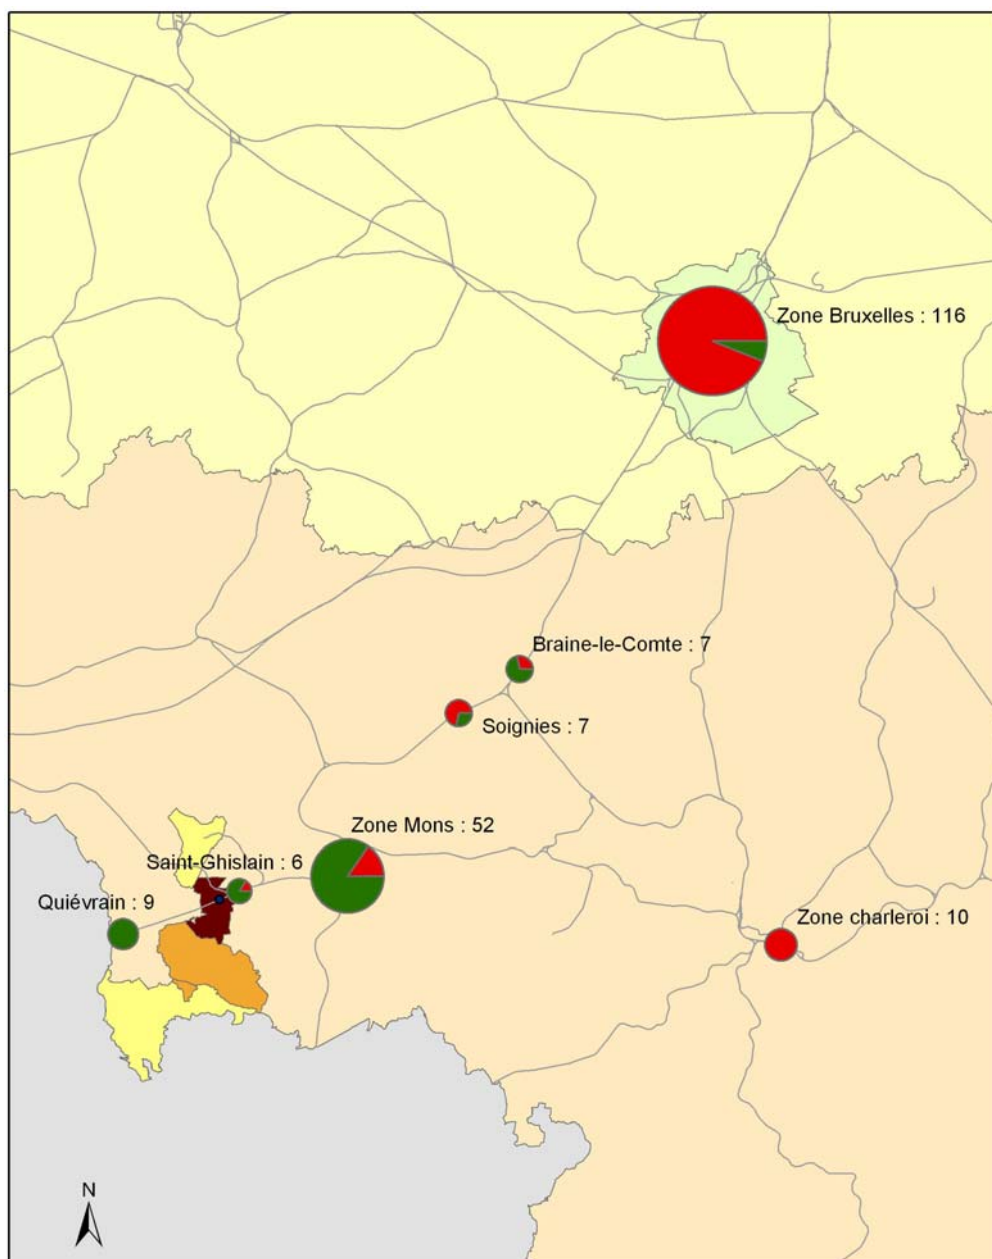 Zone Bruxelles : 116
Braine-le-Comte : 7
Soignies : 7
Zone Mons : 52
Saint-Ghislain : 6
Quiévrain : 9
Zone charleroi : 10
N